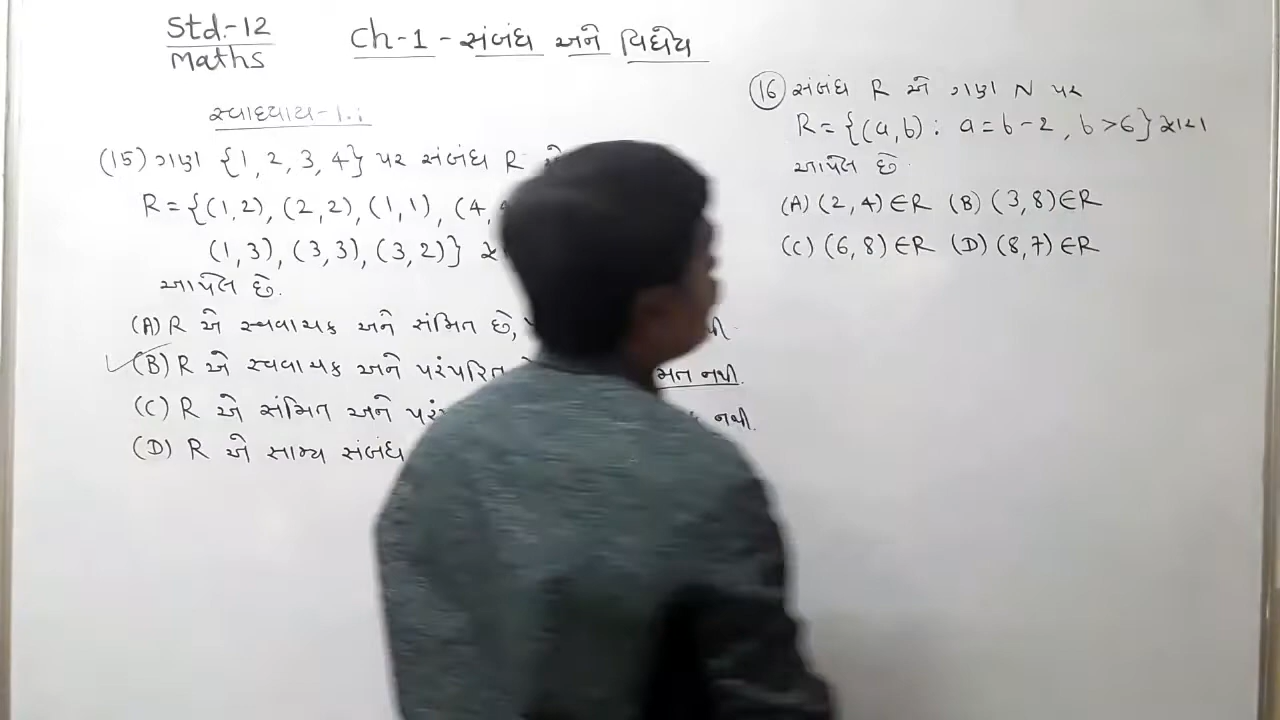 Std.-12
Maths
Ch-1 - સંબંધ અને વિધેય
સ્વાધ્યાય-1.1:
(15) ગણ {1, 2, 3, 4} પર સંબંધ R
R = {(1, 2), (2, 2), (1, 1), (4,
(1, 3), (3, 3), (3, 2)}
આપેલ છે.
(A) R એ સ્વવાચક અને સંમિત છે,
(B) R એ સ્વવાચક અને પરંપરિત નથી.
(C) R એ સંમિત અને નથી.
(D) R એ સામ્ય સંબંધ
(16) સંબંધ R એ ગણ N પર
R = {(a, b) : a = b - 2, b > 6} દ્વારા
આપેલ છે.
(A) (2, 4) ∈ R (B) (3, 8) ∈ R
(C) (6, 8) ∈ R (D) (8, 7) ∈ R